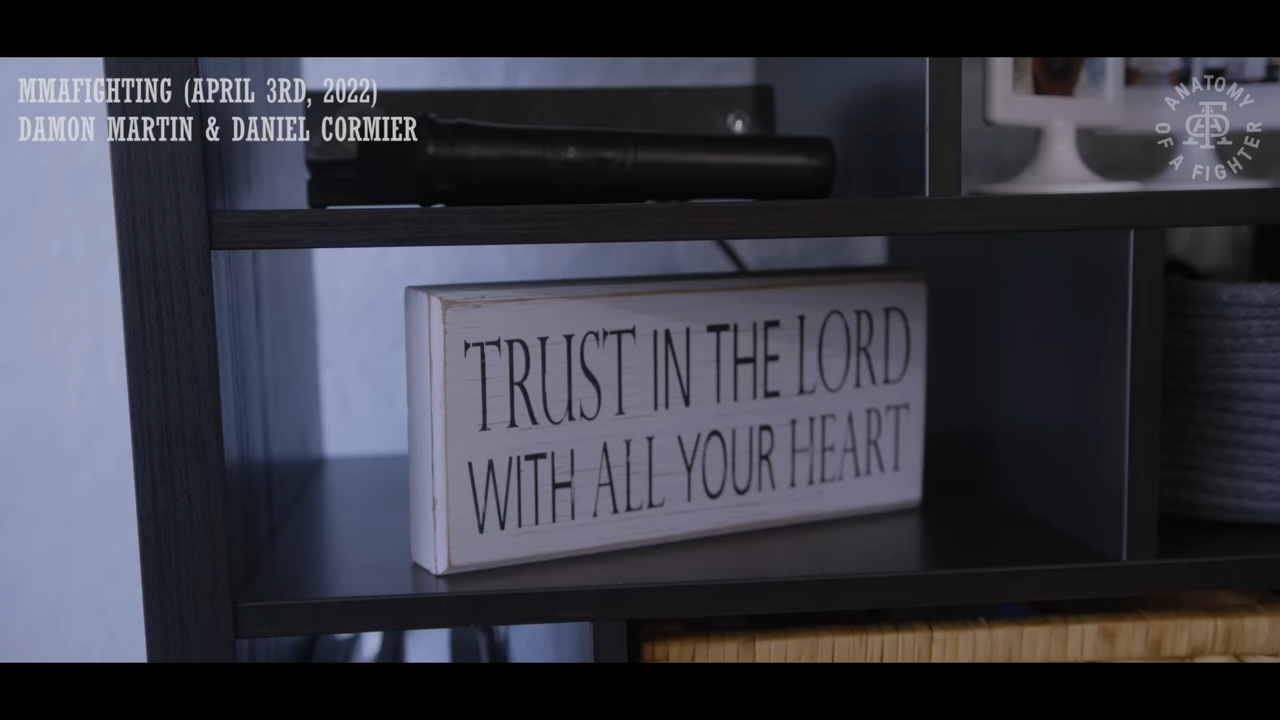 MMAFIGHTING (APRIL 3RD, 2022)
DAMON MARTIN & DANIEL CORMIER
ANATOMY
OF A FIGHTER
TRUST IN THE LORD
WITH ALL YOUR HEART